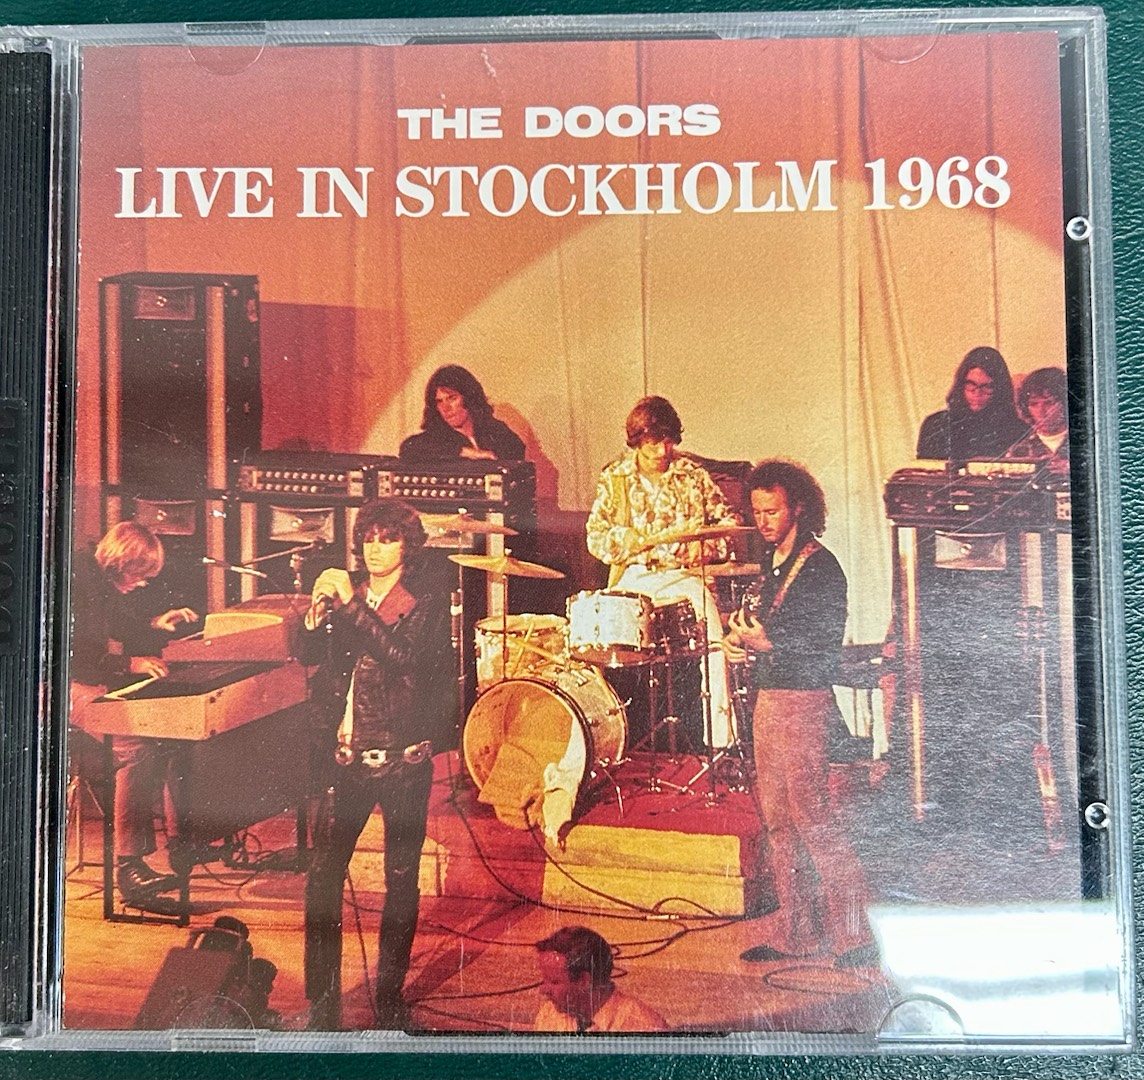 THE DOORS
LIVE IN STOCKHOLM 1968